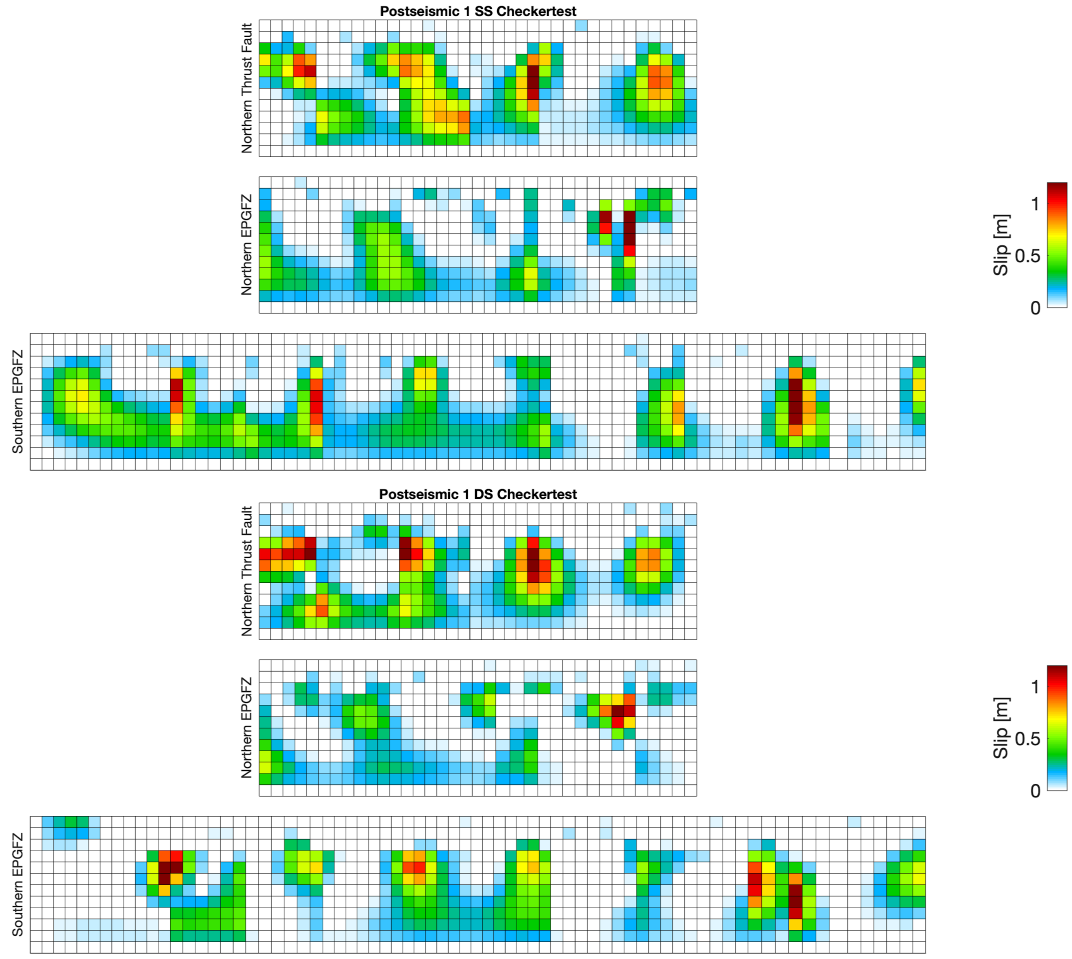 Postseismic 1 SS Checkertest
Northern Thrust Fault
Northern EPGFZ
Southern EPGFZ
Slip [m]
1
0.5
0
Postseismic 1 DS Checkertest
Northern Thrust Fault
Northern EPGFZ
Southern EPGFZ
Slip [m]
1
0.5
0